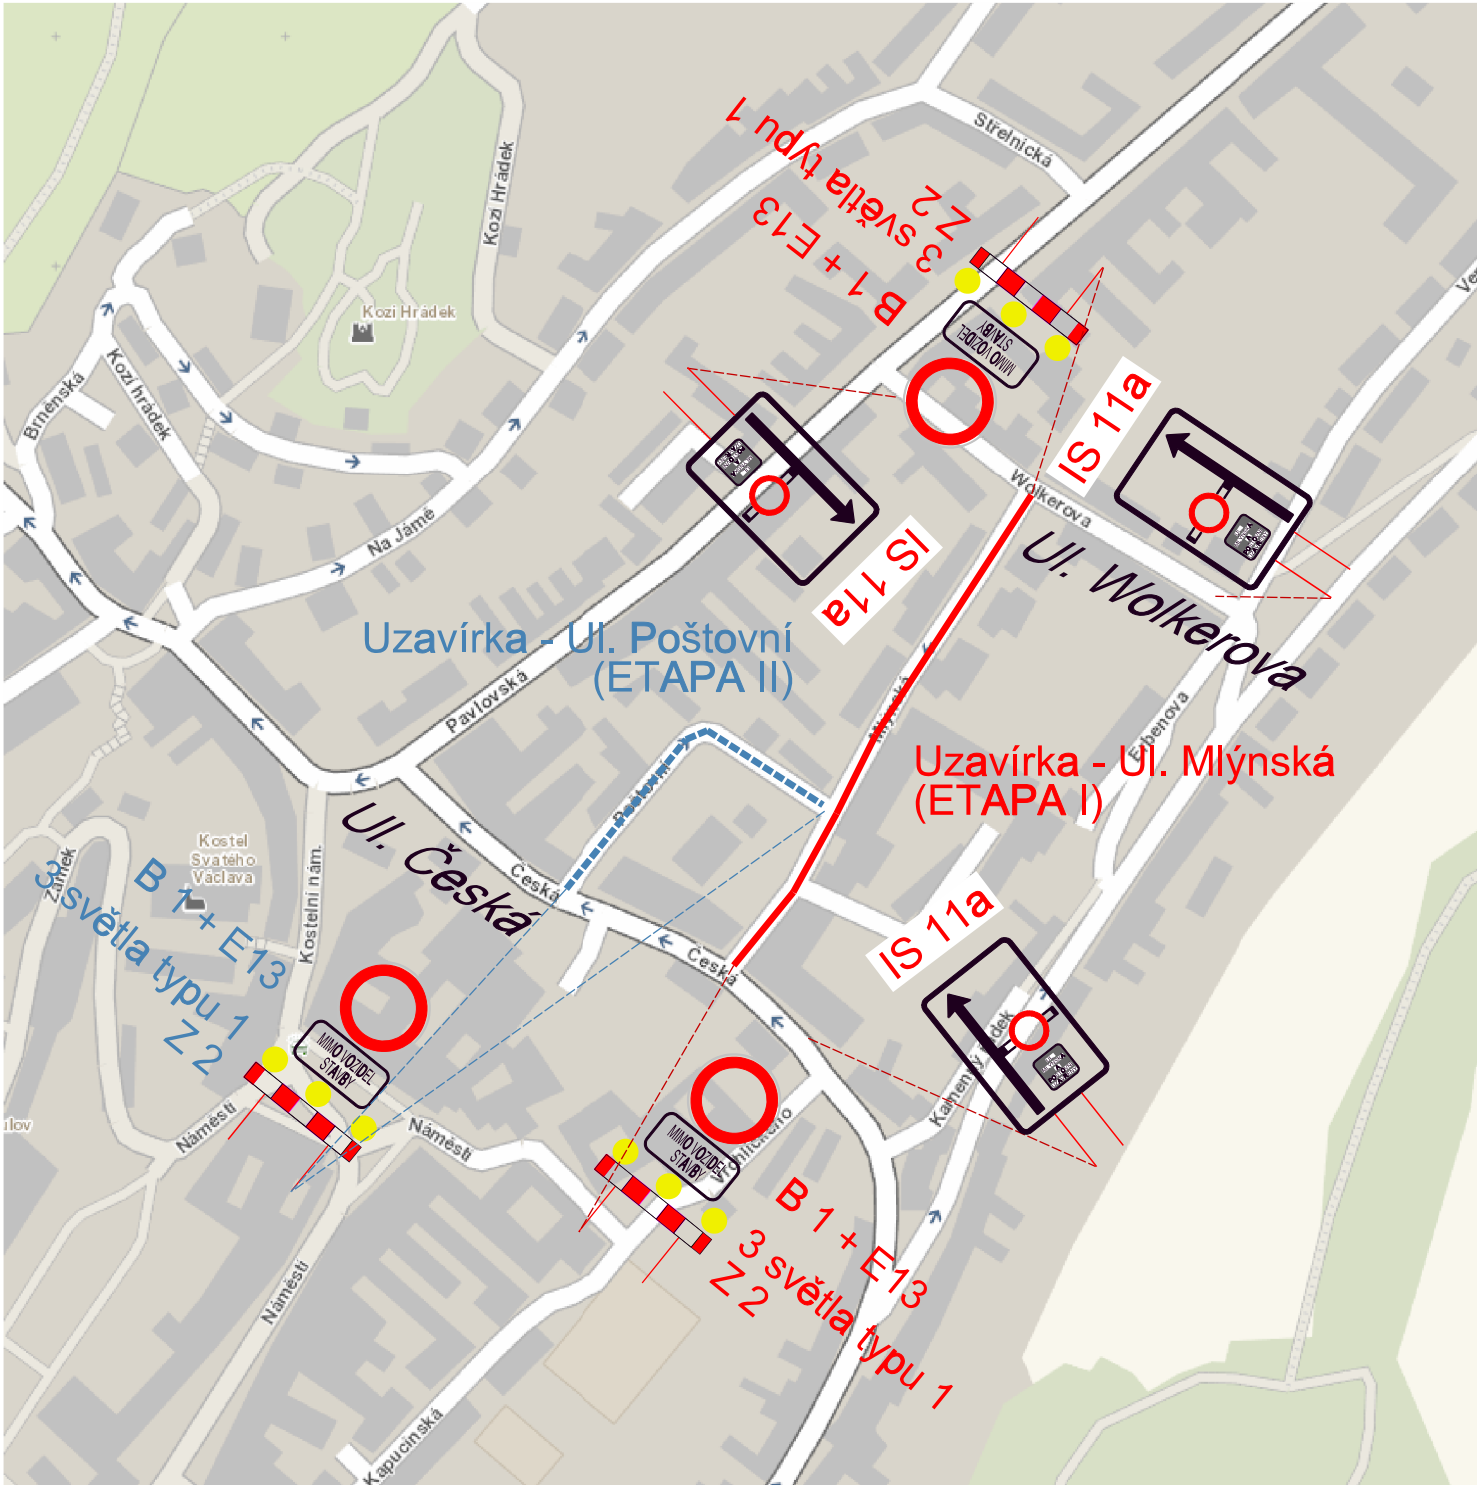 Střelnická
Kozí Hrádek
3 světla typu 1
Z 2
B 1 + E13
Kozí Hrádek
MIMO VOZIDEL
STAVBY
Brněnská
Kozí hrádek
IS 11a
Wolkerova
Na Jámě
IS 11a
Ul. Wolkerova
Uzavírka - Ul. Poštovní
(ETAPA II)
Pavlovská
Mlýnská
Erbenova
Uzavírka - Ul. Mlýnská
(ETAPA I)
Poštovní
Ul. Česká
Kostel
Svatého
Václava
Zámek
Kostelní nám.
Česká
B 1 + E13
3 světla typu 1
Z 2
IS 11a
Česká
MIMO VOZIDEL
STAVBY
Kamenný řádek
Náměstí
Náměstí
ulov
MIMO VOZIDEL
STAVBY
Vrchlického
B 1 + E13
3 světla typu 1
Z 2
Náměstí
Kapucínská